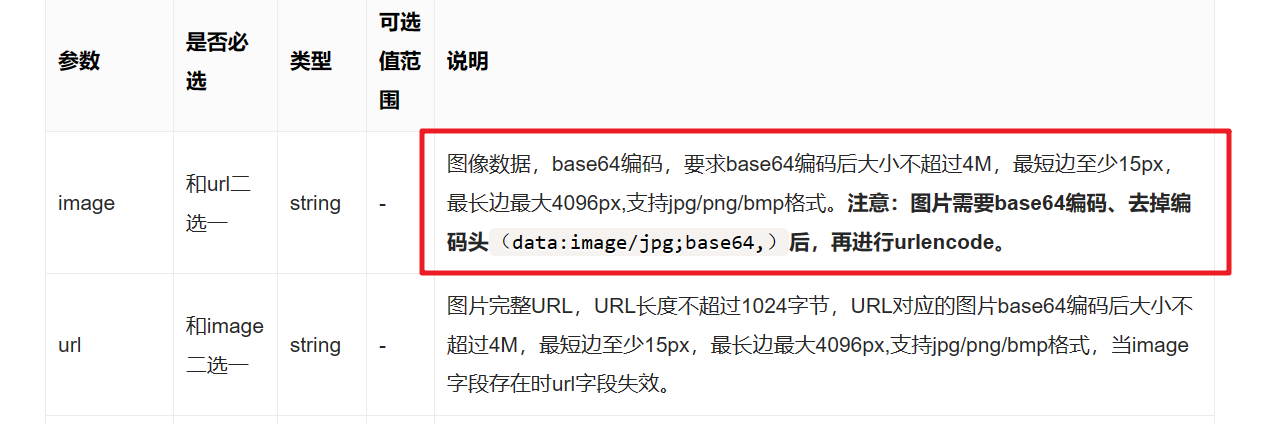 参数
是否必
选
类型
可选
值范
围
说明
image
和url二
选一
string
-
图像数据，base64编码，要求base64编码后大小不超过4M，最短边至少15px，
最长边最大4096px,支持jpg/png/bmp格式。注意：图片需要base64编码、去掉编
码头（data:image/jpg;base64,）后，再进行urlencode。
url
和image
二选一
string
-
图片完整URL，URL长度不超过1024字节，URL对应的图片base64编码后大小不
超过4M，最短边至少15px，最长边最大4096px,支持jpg/png/bmp格式，当image
字段存在时url字段失效。